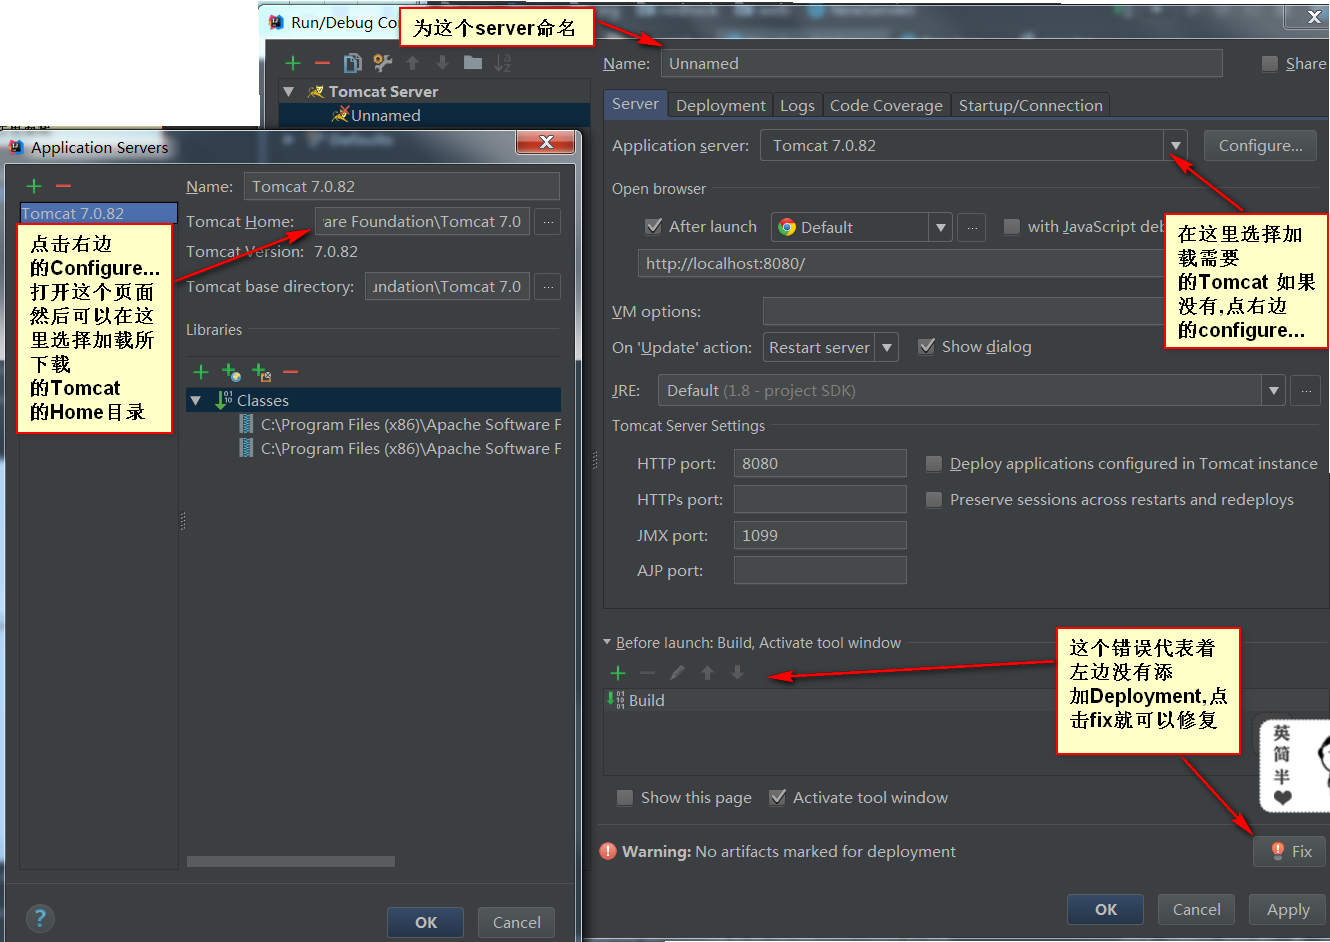 Run/Debug Co
为这个server命名
Name:
Unnamed
Share
Tomcat Server
Unnamed
Defaults
Server
Deployment
Logs
Code Coverage
Startup/Connection
Application server:
Tomcat 7.0.82
Configure...
Open browser
After launch
Default
...
with JavaScript deb
http://localhost:8080/
在这里选择加
载需要
的Tomcat 如果
没有,点右边
的configure...
VM options:
On 'Update' action:
Restart server
Show dialog
JRE:
Default (1.8 - project SDK)
...
Tomcat Server Settings
HTTP port:
8080
Deploy applications configured in Tomcat instance
HTTPs port:
Preserve sessions across restarts and redeploys
JMX port:
1099
AJP port:
Before launch: Build, Activate tool window
Build
这个错误代表着
左边没有添
加Deployment,点
击fix就可以修复
英
简
半
Show this page
Activate tool window
Warning: No artifacts marked for deployment
Fix
OK
Cancel
Apply
Application Servers
Tomcat 7.0.82
Name:
Tomcat 7.0.82
Tomcat Home:
are Foundation\Tomcat 7.0
...
Tomcat Version: 7.0.82
Tomcat base directory:
undation\Tomcat 7.0
...
点击右边
的Configure...
打开这个页面
然后可以在这
里选择加载所
下载
的Tomcat
的Home目录
Libraries
Classes
C:\Program Files (x86)\Apache Software F
C:\Program Files (x86)\Apache Software F
?
OK
Cancel